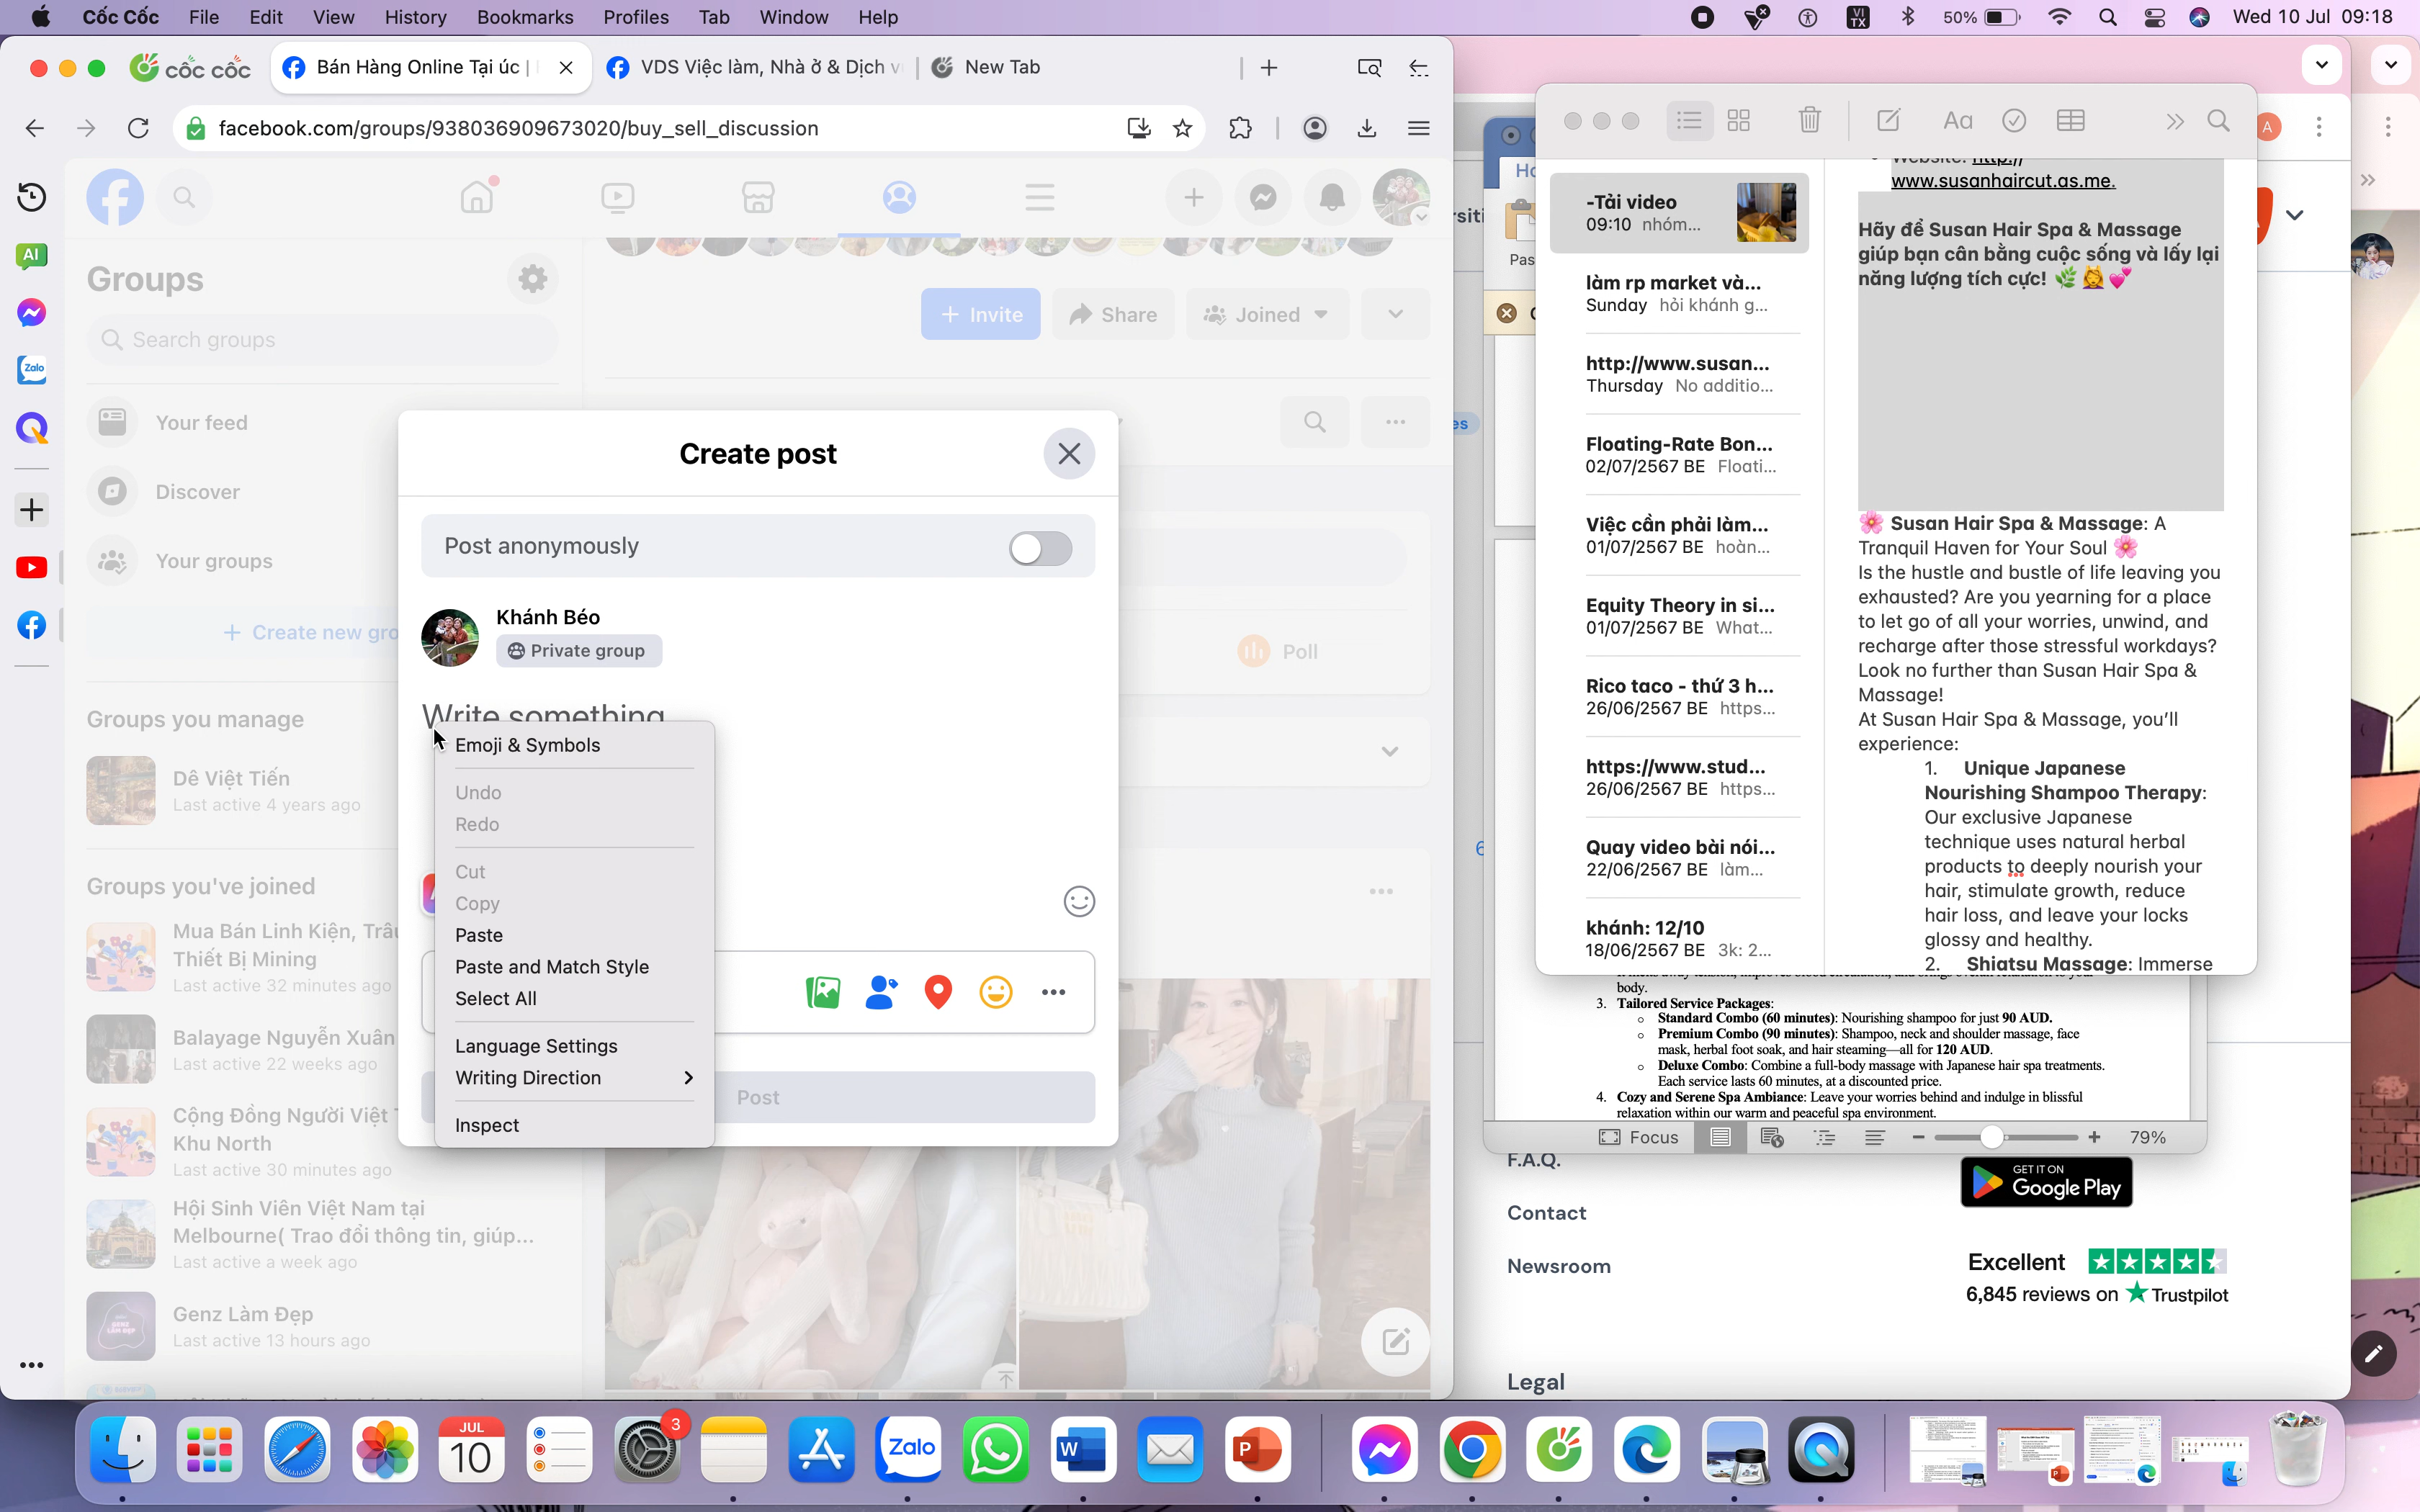 Cốc Cốc File Edit View History Bookmarks Profiles Tab Window Help
VI
TX
50%
Wed 10 Jul 09:18
cốc cốc
Bán Hàng Online Tại úc |
VDS Việc làm, Nhà ở & Dịch v
New Tab
facebook.com/groups/938036909673020/buy_sell_discussion
AI
Zalo
Groups
Search groups
Your feed
Discover
Your groups
+ Create new gro
Groups you manage
Dê Việt Tiến
Last active 4 years ago
Groups you've joined
Mua Bán Linh Kiện, Trâu
Thiết Bị Mining
Last active 32 minutes ago
Balayage Nguyễn Xuân
Last active 22 weeks ago
Cộng Đồng Người Việt
Khu North
Last active 30 minutes ago
Hội Sinh Viên Việt Nam tại
Melbourne( Trao đổi thông tin, giúp...
Last active a week ago
Genz Làm Đẹp
Last active 13 hours ago
+ Invite
Share
Joined
Poll
Create post
Post anonymously
Khánh Béo
Private group
Write something
Emoji & Symbols
Undo
Redo
Cut
Copy
Paste
Paste and Match Style
Select All
Language Settings
Writing Direction
Inspect
Post
Aa
A
-Tải video
09:10 nhóm...
làm rp market và...
Sunday hỏi khánh g...
http://www.susan...
Thursday No additio...
Floating-Rate Bon...
02/07/2567 BE Floati...
Việc cần phải làm...
01/07/2567 BE hoàn...
Equity Theory in si...
01/07/2567 BE What...
Rico taco - thứ 3 h...
26/06/2567 BE https...
https://www.stud...
26/06/2567 BE https...
Quay video bài nói...
22/06/2567 BE làm...
khánh: 12/10
18/06/2567 BE 3k: 2...
Website: http://
www.susanhaircut.as.me.
Hãy để Susan Hair Spa & Massage
giúp bạn cân bằng cuộc sống và lấy lại
năng lượng tích cực! 🌿💆💕
🌸 Susan Hair Spa & Massage: A
Tranquil Haven for Your Soul 🌸
Is the hustle and bustle of life leaving you
exhausted? Are you yearning for a place
to let go of all your worries, unwind, and
recharge after those stressful workdays?
Look no further than Susan Hair Spa &
Massage!
At Susan Hair Spa & Massage, you'll
experience:
1. Unique Japanese
Nourishing Shampoo Therapy:
Our exclusive Japanese
technique uses natural herbal
products to deeply nourish your
hair, stimulate growth, reduce
hair loss, and leave your locks
glossy and healthy.
2. Shiatsu Massage: Immerse
body.
3. Tailored Service Packages:
Standard Combo (60 minutes): Nourishing shampoo for just 90 AUD.
Premium Combo (90 minutes): Shampoo, neck and shoulder massage, face
mask, herbal foot soak, and hair steaming—all for 120 AUD.
Deluxe Combo: Combine a full-body massage with Japanese hair spa treatments.
Each service lasts 60 minutes, at a discounted price.
4. Cozy and Serene Spa Ambiance: Leave your worries behind and indulge in blissful
relaxation within our warm and peaceful spa environment.
Focus
79%
F.A.Q.
Contact
Newsroom
Legal
GET IT ON
Google Play
Excellent
6,845 reviews on Trustpilot
JUL
10
3
Zalo
W
P